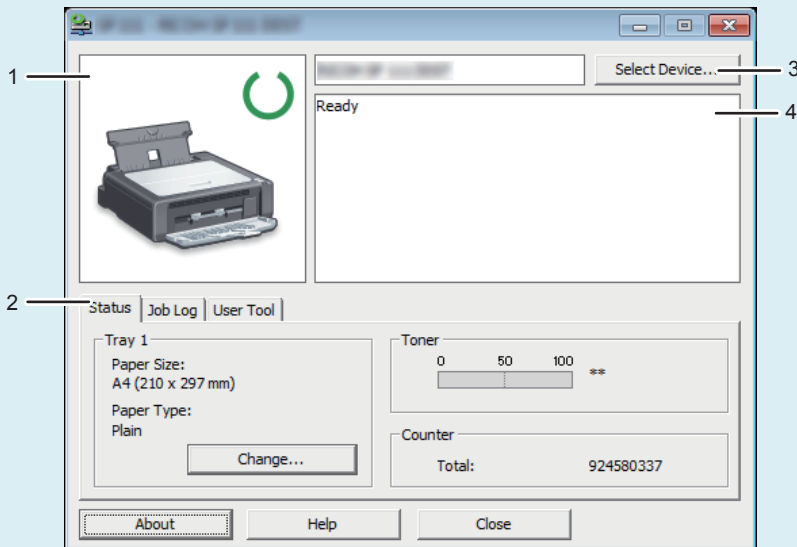 1
Select Device...
3
Ready
4
2
Status Job Log User Tool
Tray 1
Paper Size:
A4 (210 x 297 mm)
Paper Type:
Plain
Change...
Toner
0 50 100
**
Counter
Total: 924580337
About Help Close